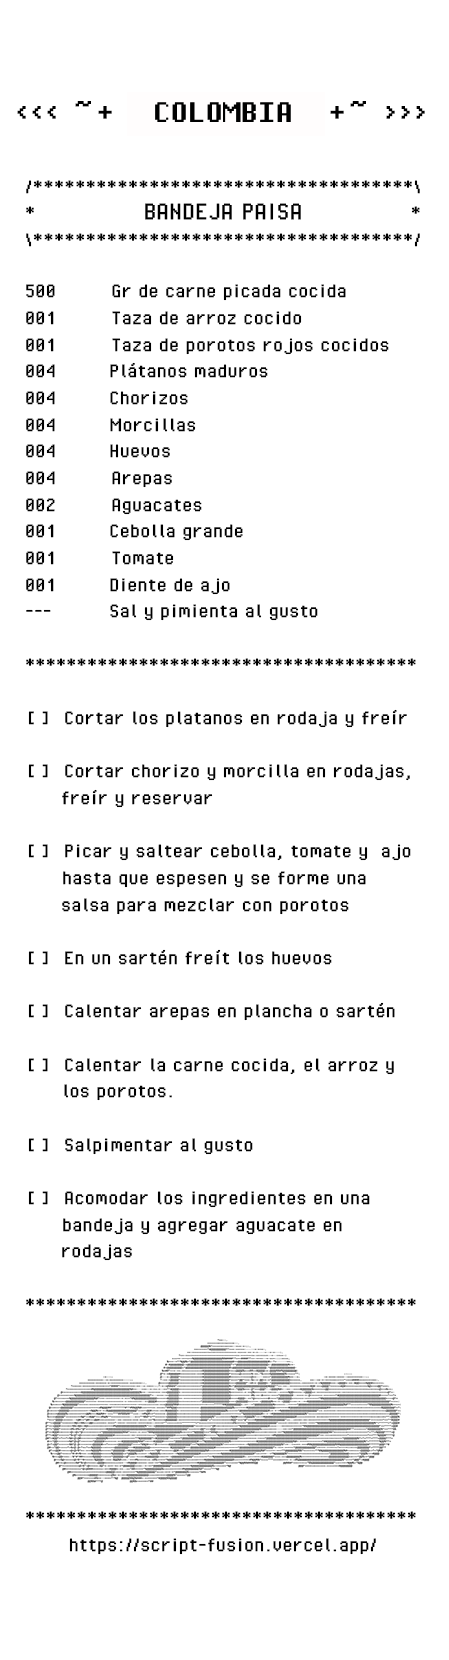 <<< ~+ COLOMBIA +~ >>>
/************************************\
* BANDEJA PAISA *
\************************************/
500 Gr de carne picada cocida
001 Taza de arroz cocido
001 Taza de porotos rojos cocidos
004 Plátanos maduros
004 Chorizos
004 Morcillas
004 Huevos
004 Arepas
002 Aguacates
001 Cebolla grande
001 Tomate
001 Diente de ajo
--- Sal y pimienta al gusto
**************************************
[ ] Cortar los platanos en rodaja y freír
[ ] Cortar chorizo y morcilla en rodajas,
freír y reservar
[ ] Picar y saltear cebolla, tomate y ajo
hasta que espesen y se forme una
salsa para mezclar con porotos
[ ] En un sartén freít los huevos
[ ] Calentar arepas en plancha o sartén
[ ] Calentar la carne cocida, el arroz y
los porotos.
[ ] Salpimentar al gusto
[ ] Acomodar los ingredientes en una
bandeja y agregar aguacate en
rodajas
**************************************
**************************************
https://script-fusion.vercel.app/